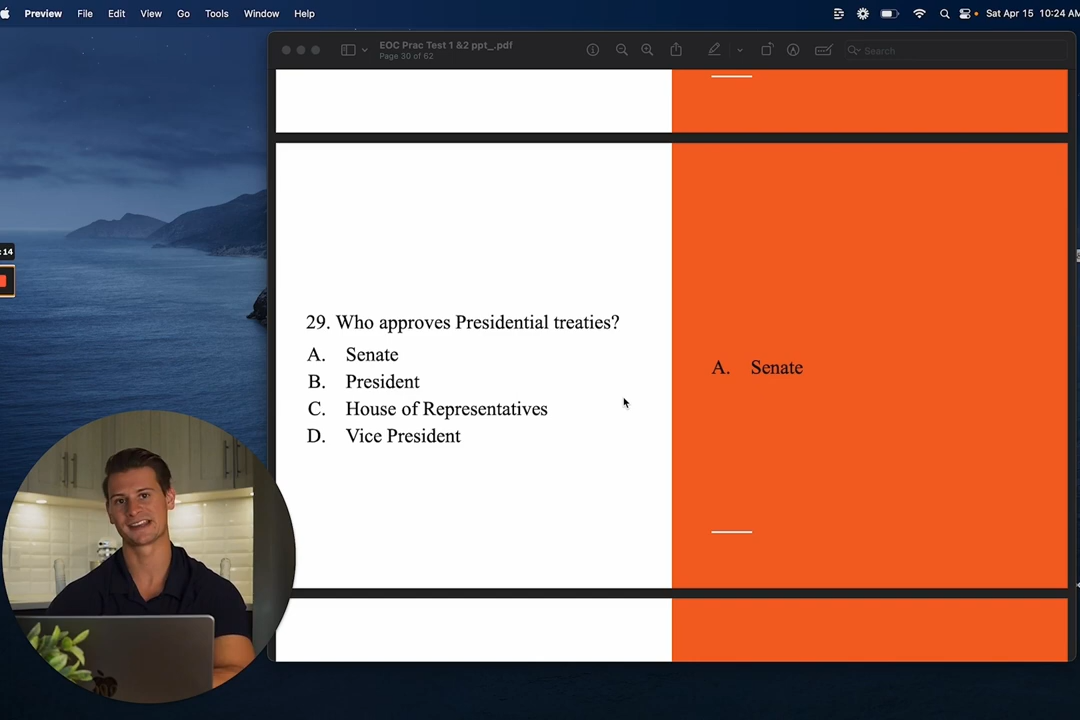 Preview File Edit View Go Tools Window Help
Sat Apr 15 10:24 AM
EOC Prac Test 1 &2 ppt_.pdf
Page 30 of 62
Search
:14
29. Who approves Presidential treaties?
A. Senate
B. President
C. House of Representatives
D. Vice President
A. Senate